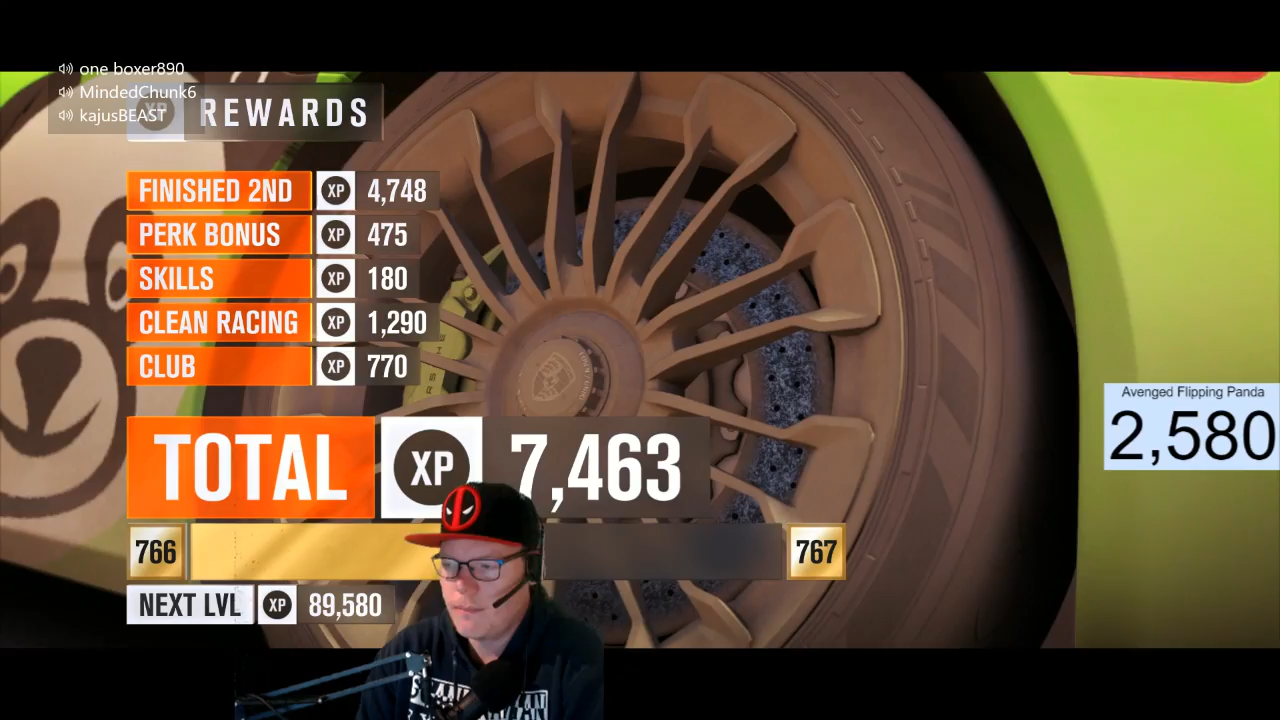 one boxer890
MindedChunk6
kajusBEAST
XP REWARDS
FINISHED 2ND XP 4,748
PERK BONUS XP 475
SKILLS XP 180
CLEAN RACING XP 1,290
CLUB XP 770
Avenged Flipping Panda
2,580
TOTAL XP 7,463
766 767
NEXT LVL XP 89,580